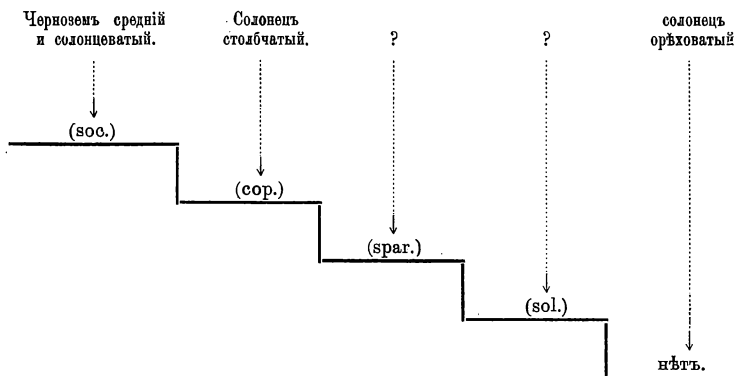 Черноземъ средній
и солонцеватый.
Солонецъ
столбчатый.
?
?
солонецъ
орѣховатый
(soc.)
(cop.)
(spar.)
(sol.)
нѣтъ.